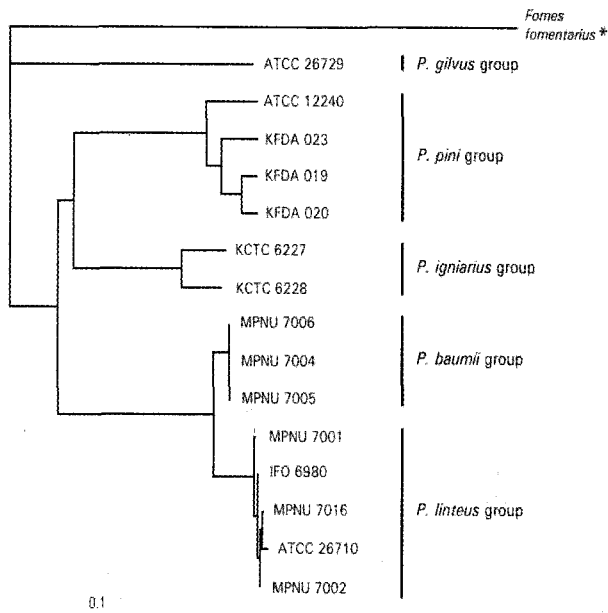 Fomes
fomentarius*
ATCC 26729 P. gilvus group
ATCC 12240
KFDA 023
P. pini group
KFDA 019
KFDA 020
KCTC 6227
P. igniarius group
KCTC 6228
MPNU 7006
MPNU 7004 P. baumii group
MPNU 7005
MPNU 7001
IFO 6980
MPNU 7016 P. linteus group
ATCC 26710
MPNU 7002
0.1